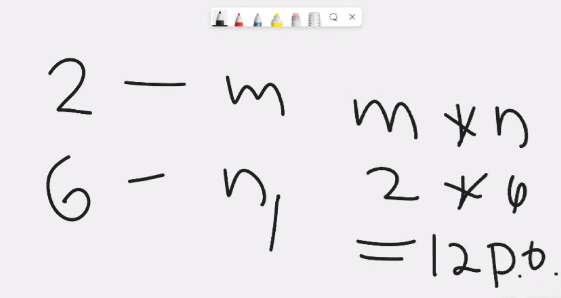 2 — m
6 - n,
m * n
2 * 6
= 12 p.o.